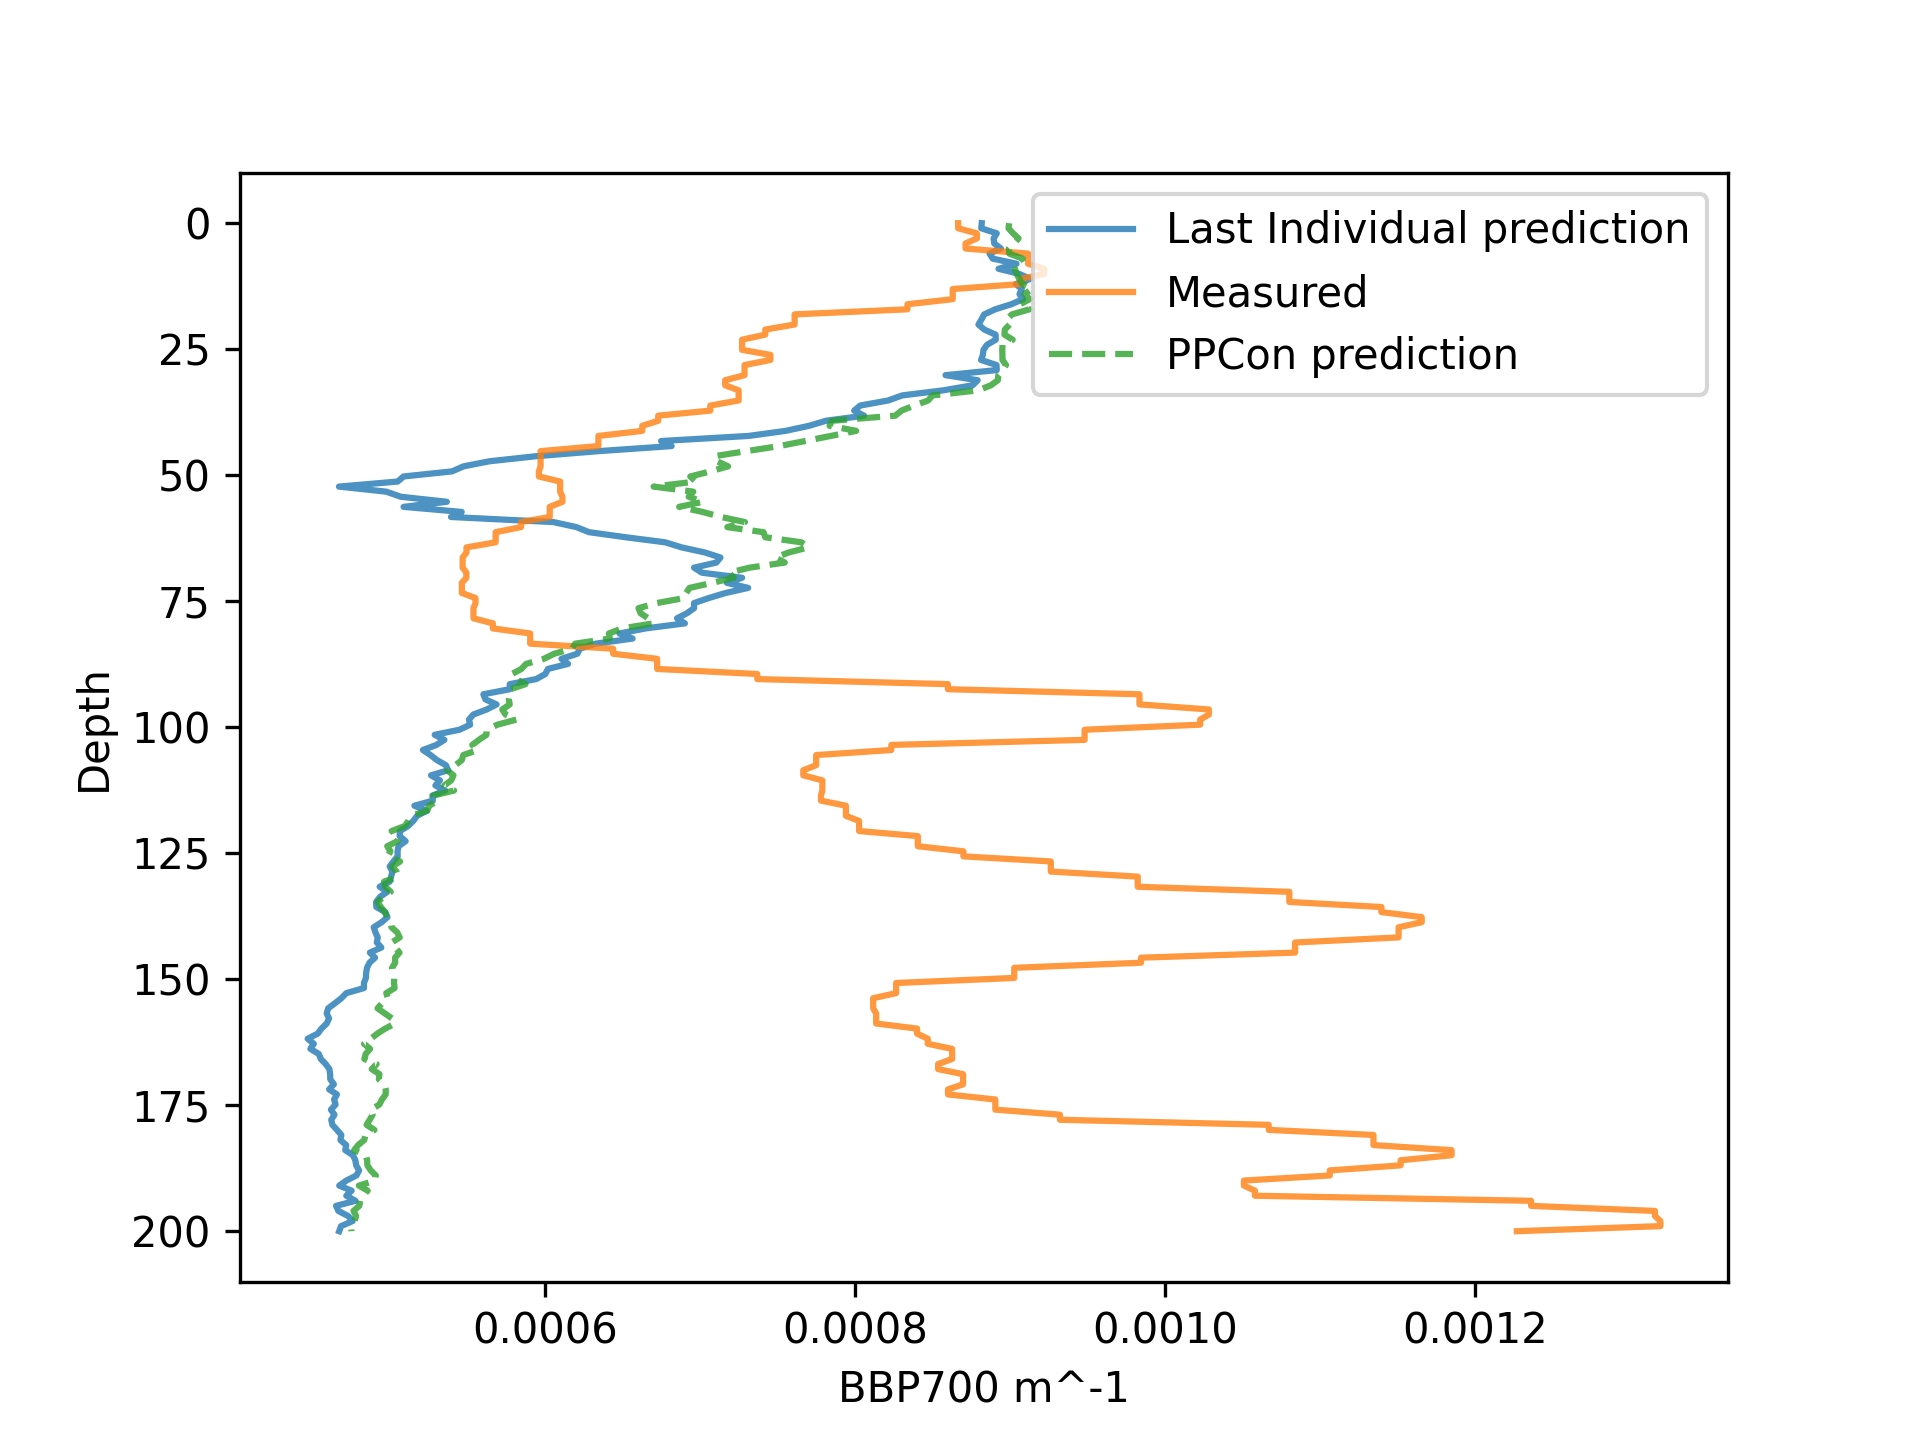 Last Individual prediction
Measured
PPCon prediction
0
25
50
75
100
125
150
175
200
Depth
0.0006 0.0008 0.0010 0.0012
BBP700 m^-1